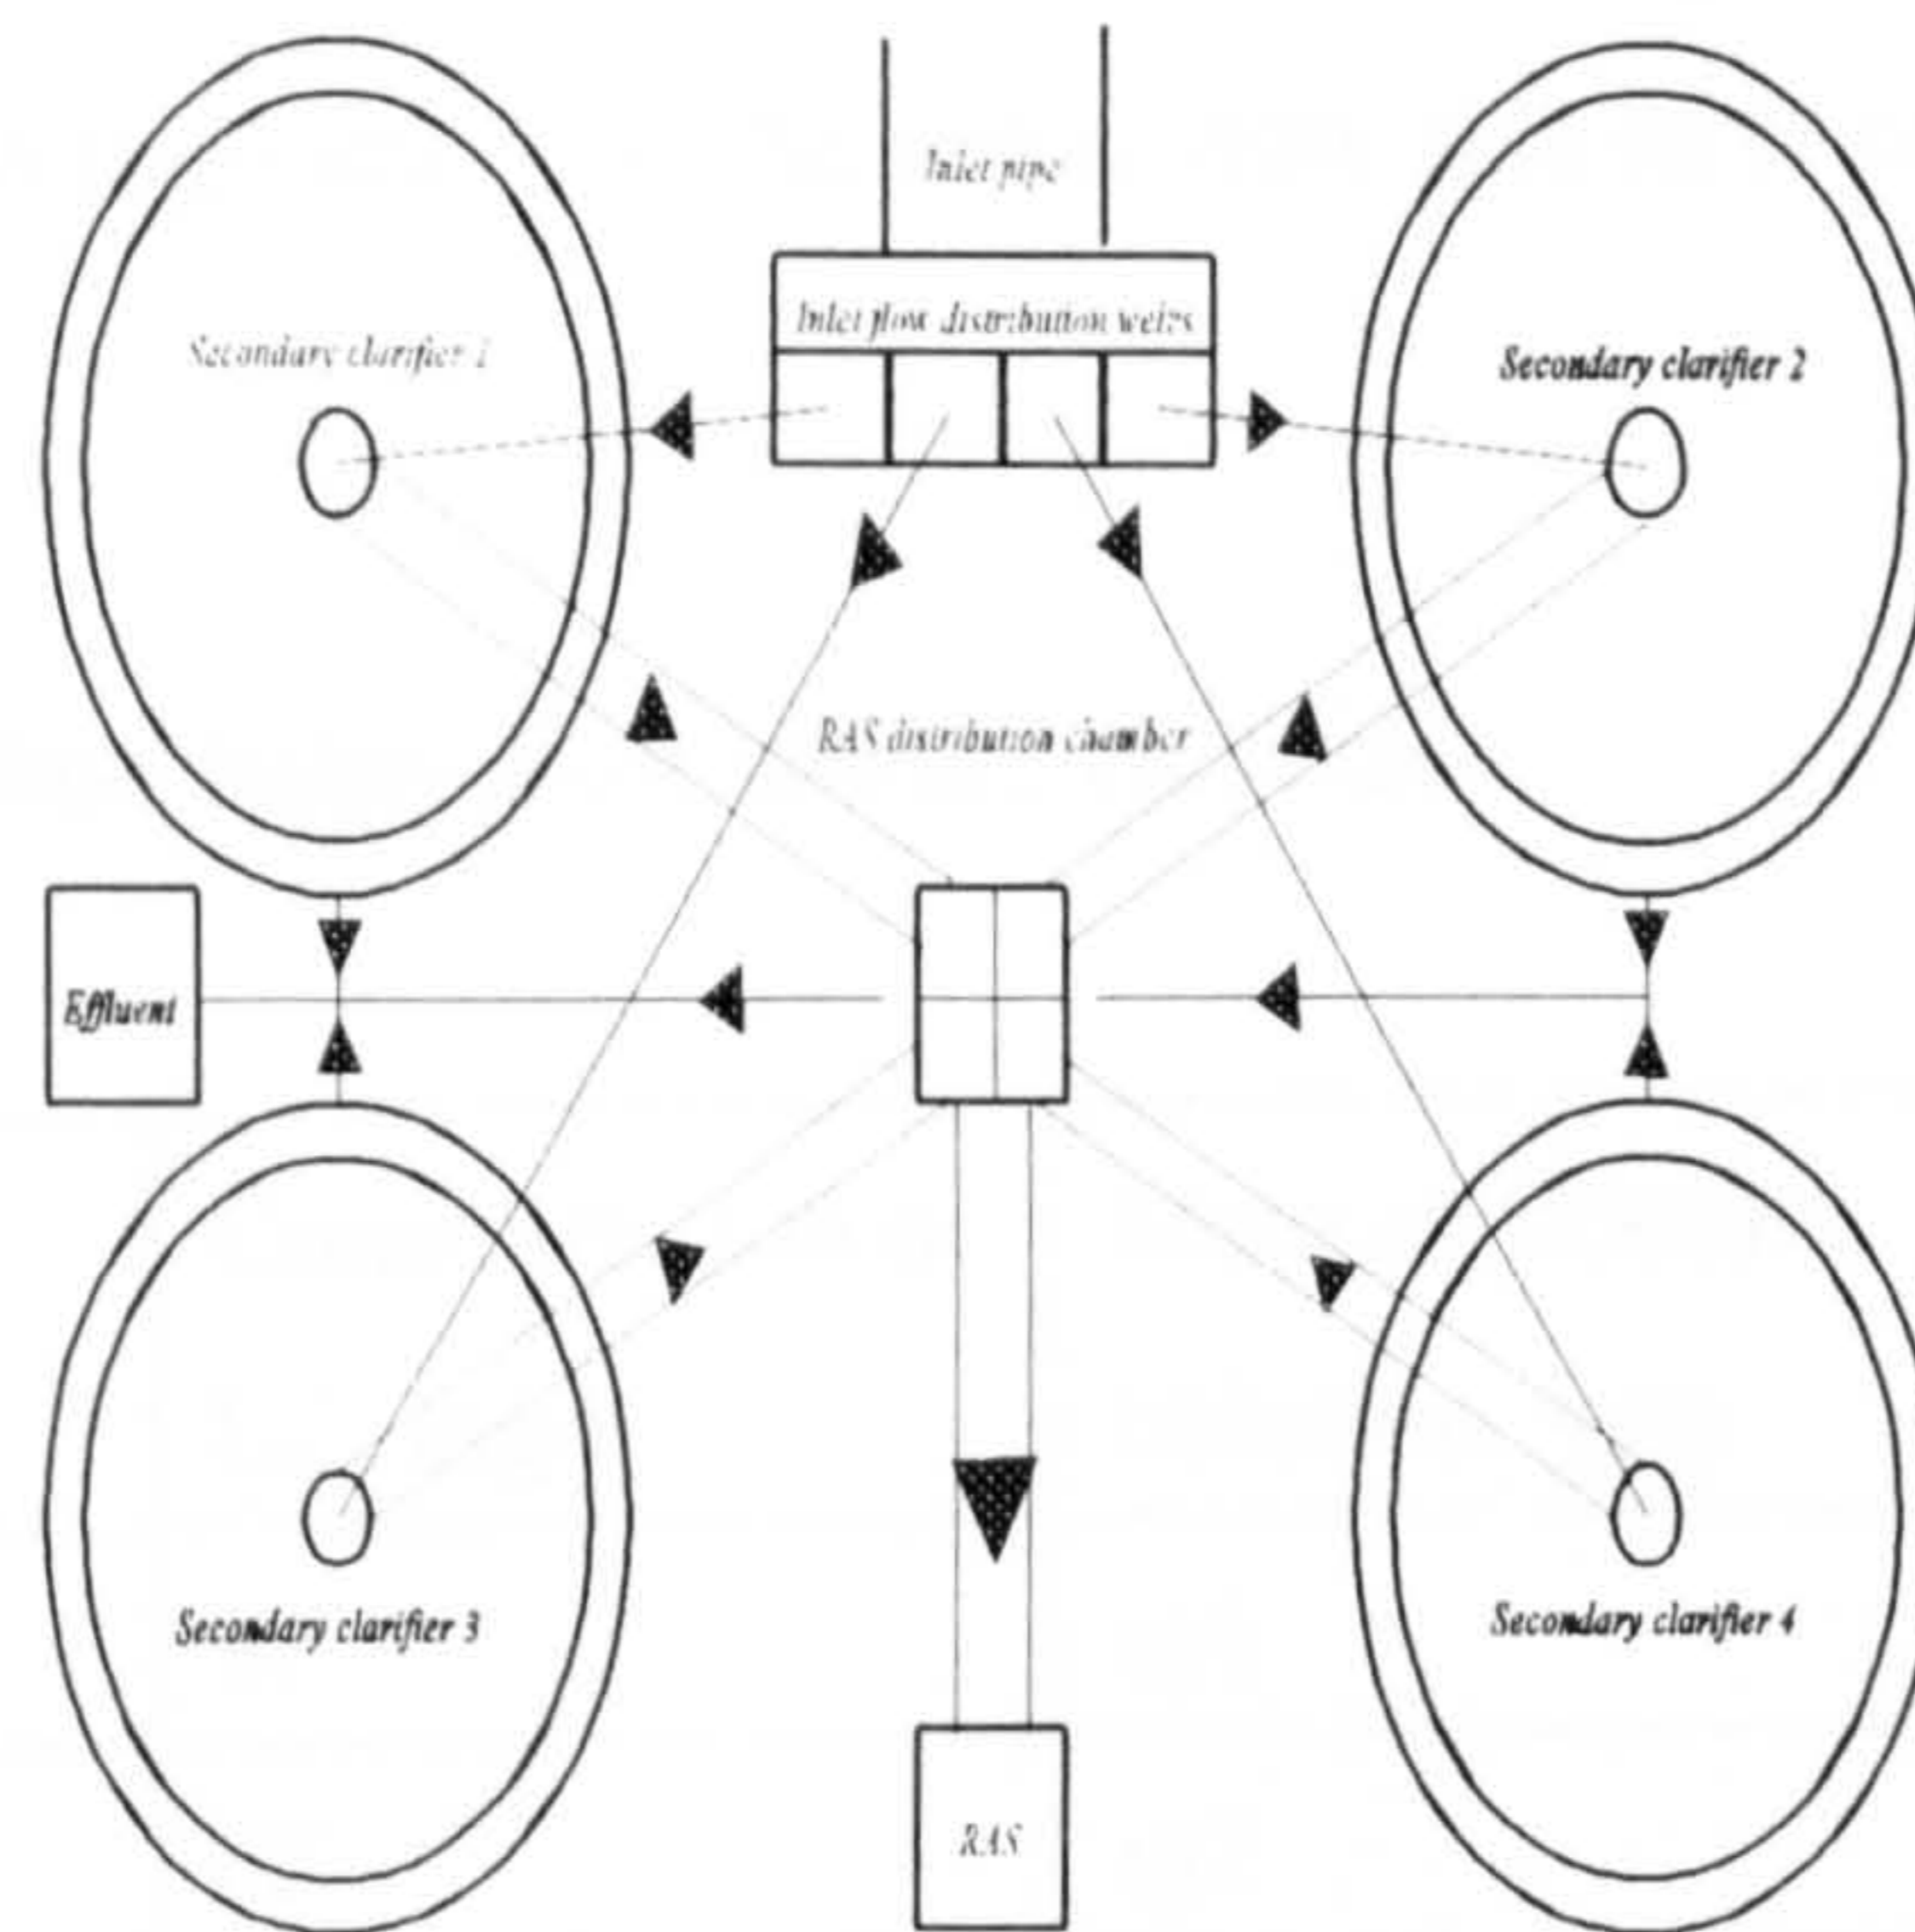 Inlet pipe
Inlet flow distribution weirs
Secondary clarifier 1
Secondary clarifier 2
RAS distribution chamber
Effluent
Secondary clarifier 3
Secondary clarifier 4
RAS